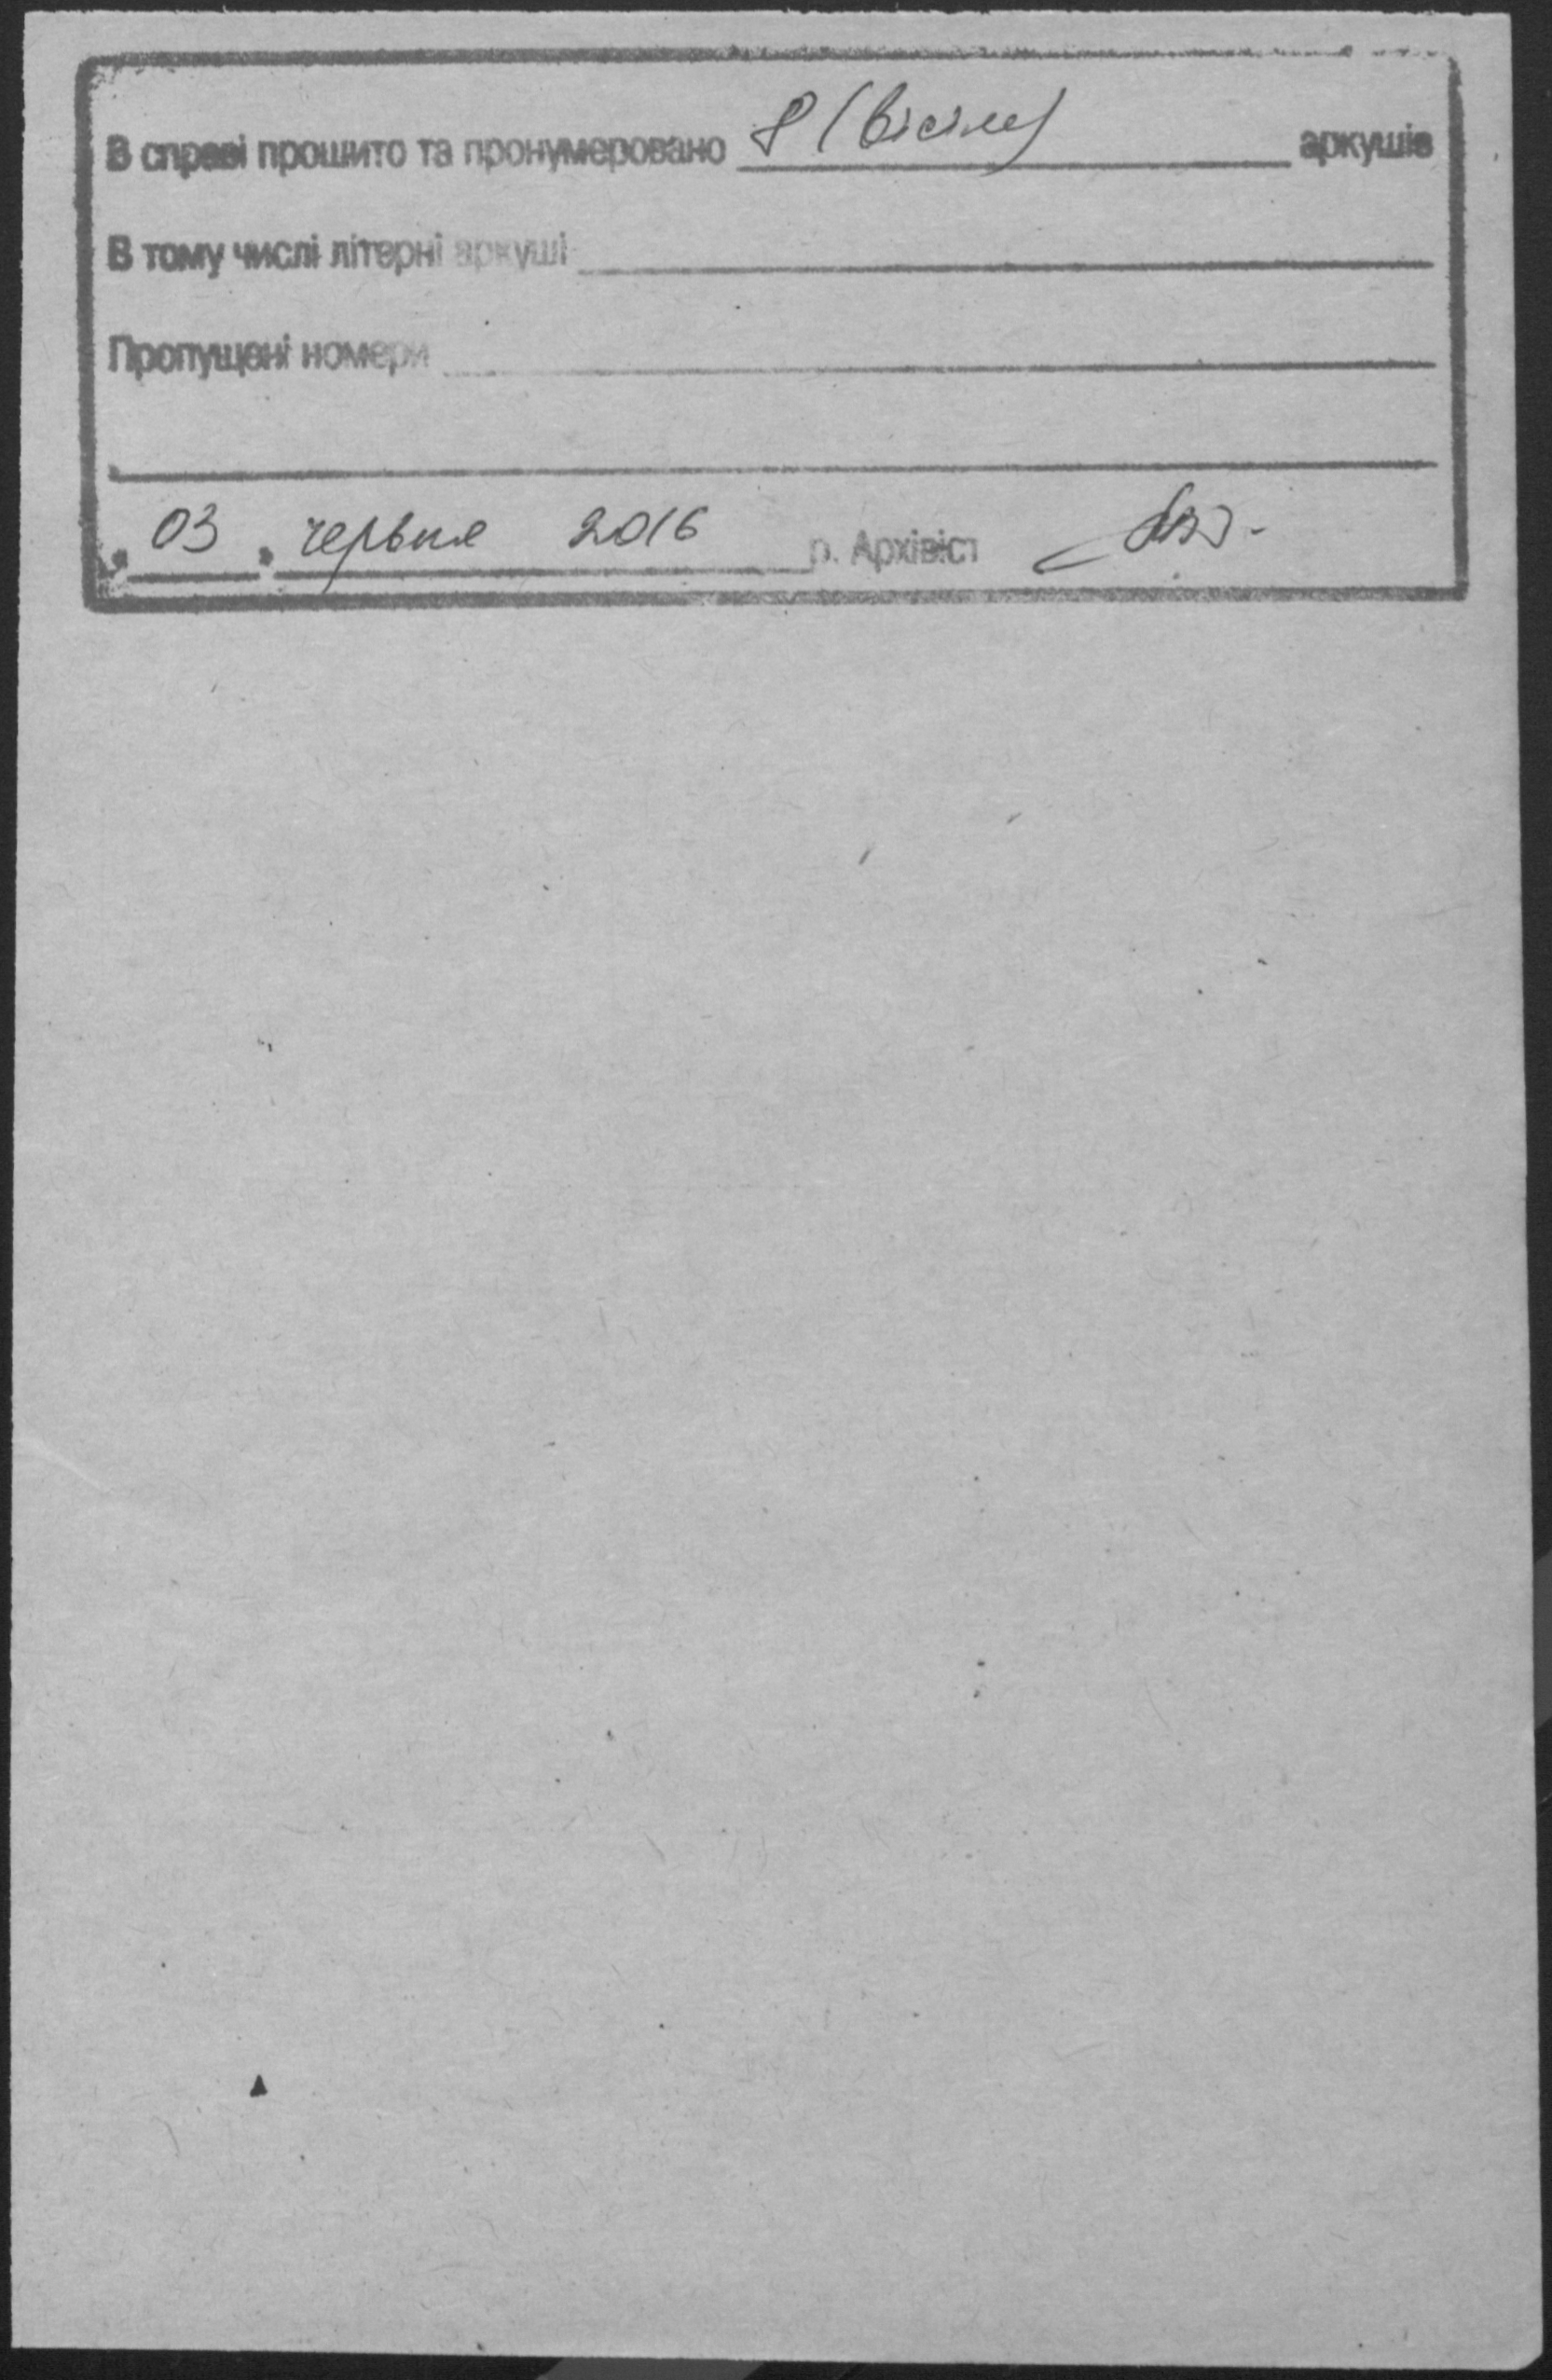 В справі прошито та пронумеровано 8 (вісім) аркушів
В тому числі літерні аркуші
Пропущені номери
"03" червня 2016 р. Архівіст